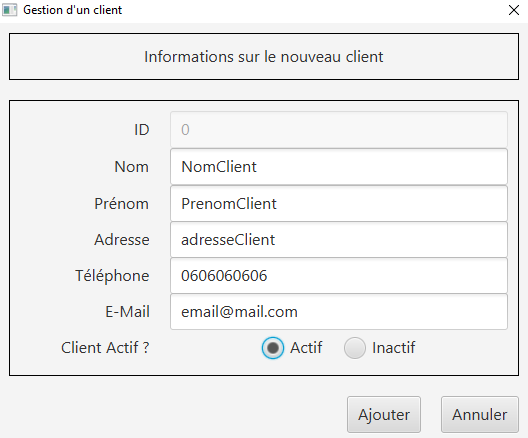 Gestion d'un client
Informations sur le nouveau client
ID 0
Nom NomClient
Prénom PrenomClient
Adresse adresseClient
Téléphone 0606060606
E-Mail email@mail.com
Client Actif ? Actif Inactif
Ajouter Annuler